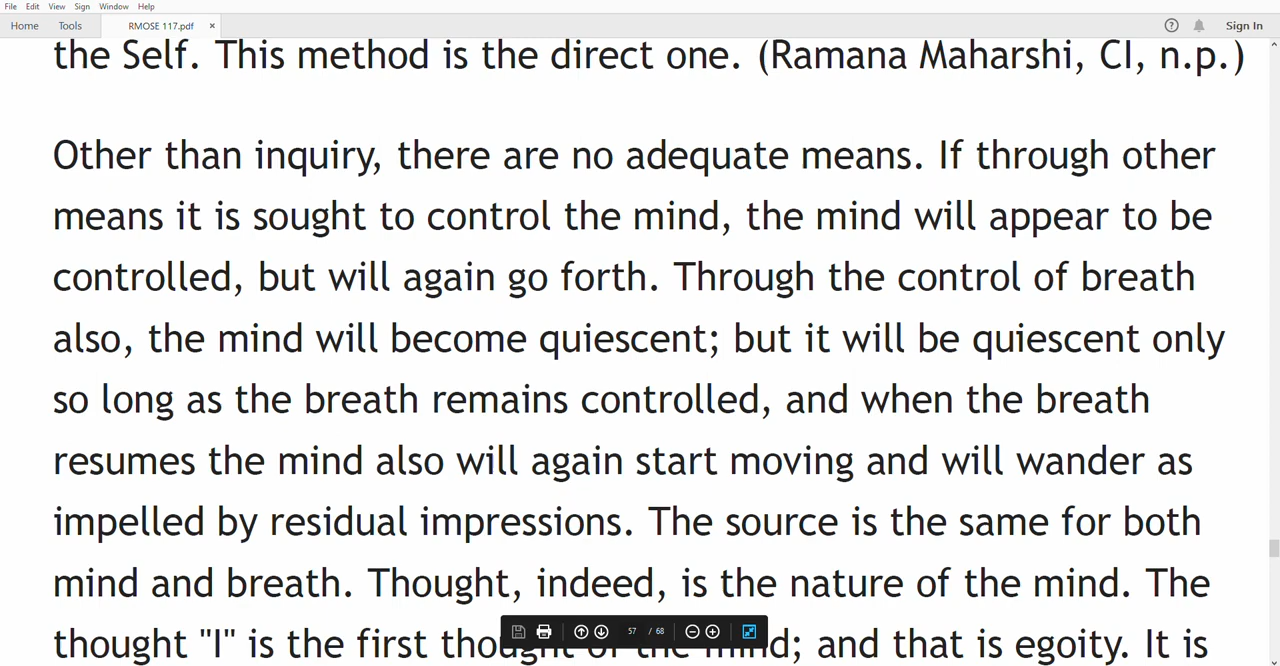 File Edit View Sign Window Help
Home Tools RMOSE 117.pdf × ? Sign In
the Self. This method is the direct one. (Ramana Maharshi, CI, n.p.)
Other than inquiry, there are no adequate means. If through other
means it is sought to control the mind, the mind will appear to be
controlled, but will again go forth. Through the control of breath
also, the mind will become quiescent; but it will be quiescent only
so long as the breath remains controlled, and when the breath
resumes the mind also will again start moving and will wander as
impelled by residual impressions. The source is the same for both
mind and breath. Thought, indeed, is the nature of the mind. The
thought "I" is the first thought of the mind; and that is egoity. It is
57 / 68